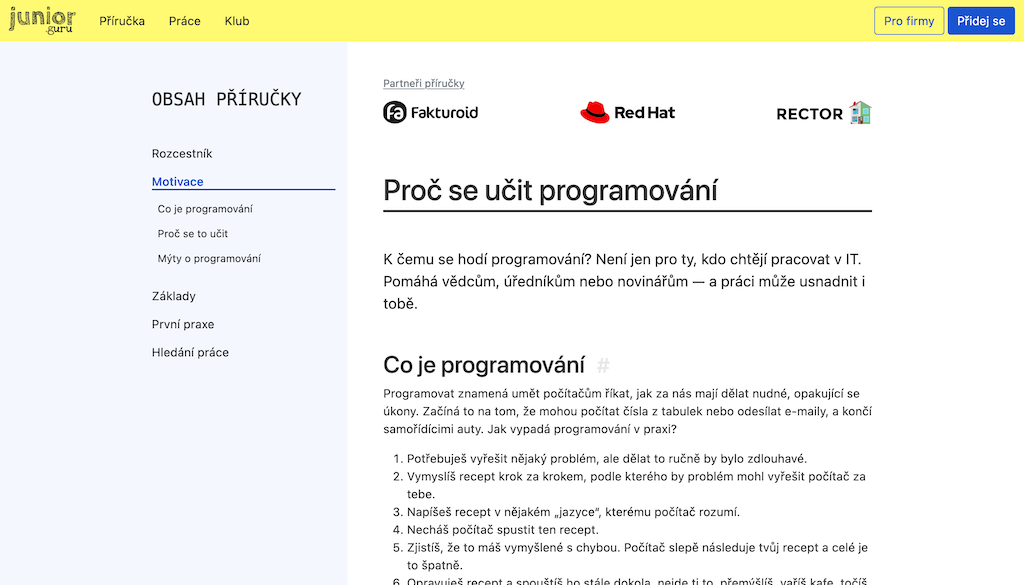 junior
.guru
Příručka
Práce
Klub
Pro firmy
Přidej se
OBSAH PŘÍRUČKY
Rozcestník
Motivace
Co je programování
Proč se to učit
Mýty o programování
Základy
První praxe
Hledání práce
Partneři příručky
Fakturoid
Red Hat
RECTOR
Proč se učit programování
K čemu se hodí programování? Není jen pro ty, kdo chtějí pracovat v IT.
Pomáhá vědcům, úředníkům nebo novinářům — a práci může usnadnit i
tobě.
Co je programování #
Programovat znamená umět počítačům říkat, jak za nás mají dělat nudné, opakující se
úkony. Začíná to na tom, že mohou počítat čísla z tabulek nebo odesílat e-maily, a končí
samořídícimi auty. Jak vypadá programování v praxi?
1. Potřebuješ vyřešit nějaký problém, ale dělat to ručně by bylo zdlouhavé.
2. Vymyslíš recept krok za krokem, podle kterého by problém mohl vyřešit počítač za
tebe.
3. Napíšeš recept v nějakém „jazyce“, kterému počítač rozumí.
4. Necháš počítač spustit ten recept.
5. Zjistíš, že to máš vymyšlené s chybou. Počítač slepě následuje tvůj recept a celé je
to špatně.
6. Opravuješ recept a spouštíš ho stále dokola, nejde ti to, přemýšlíš, vaříš kafe, točíš